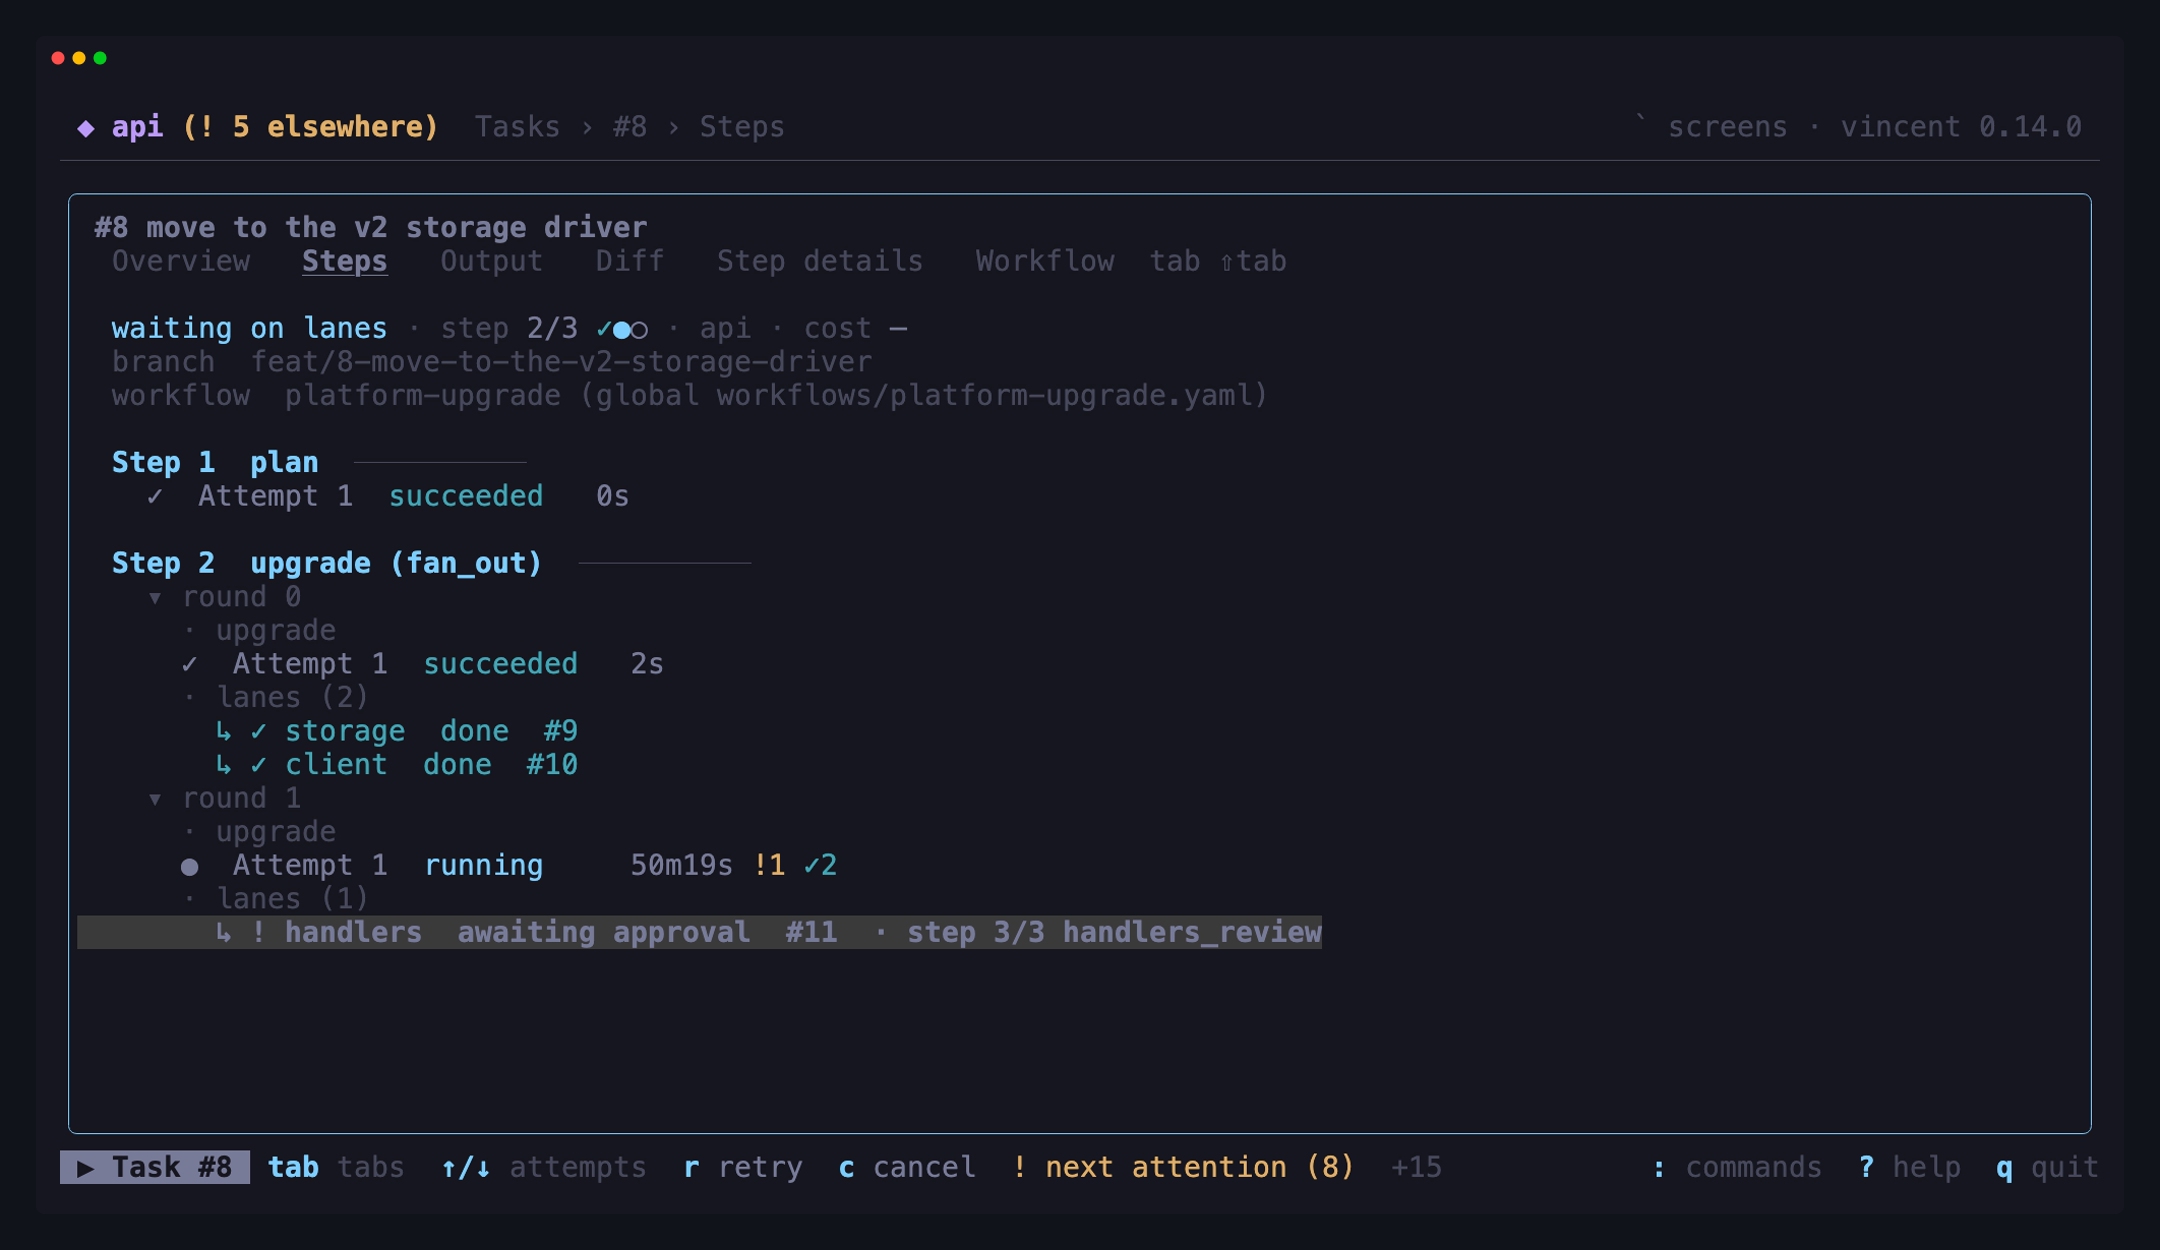 ◆ api (! 5 elsewhere)  Tasks › #8 › Steps  ` screens · vincent 0.14.0
#8 move to the v2 storage driver
Overview  Steps  Output  Diff  Step details  Workflow  tab ⇧tab
waiting on lanes · step 2/3 ✓●○ · api · cost —
branch  feat/8-move-to-the-v2-storage-driver
workflow  platform-upgrade (global workflows/platform-upgrade.yaml)
Step 1  plan
✓  Attempt 1  succeeded  0s
Step 2  upgrade (fan_out)
▾ round 0
· upgrade
✓  Attempt 1  succeeded  2s
· lanes (2)
↳ ✓ storage  done  #9
↳ ✓ client  done  #10
▾ round 1
· upgrade
●  Attempt 1  running  50m19s !1 ✓2
· lanes (1)
↳ ! handlers  awaiting approval  #11  · step 3/3 handlers_review
▶ Task #8  tab tabs  ↑/↓ attempts  r retry  c cancel  ! next attention (8)  +15  : commands  ? help  q quit